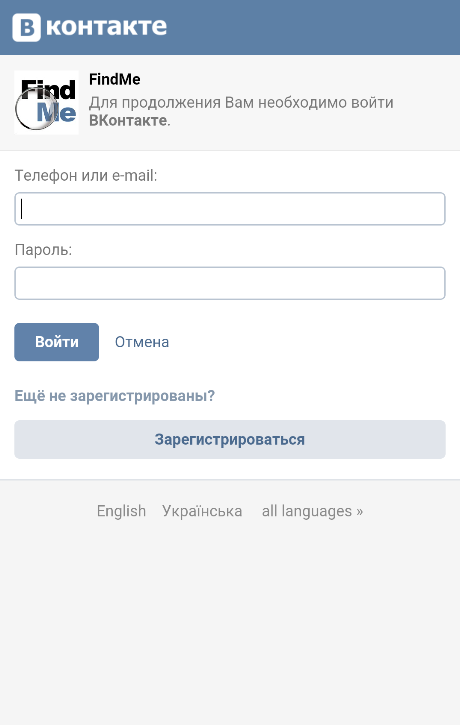 В контакте
Find
Me
FindMe
Для продолжения Вам необходимо войти
ВКонтакте.
Телефон или e-mail:
Пароль:
Войти Отмена
Ещё не зарегистрированы?
Зарегистрироваться
English Українська all languages »